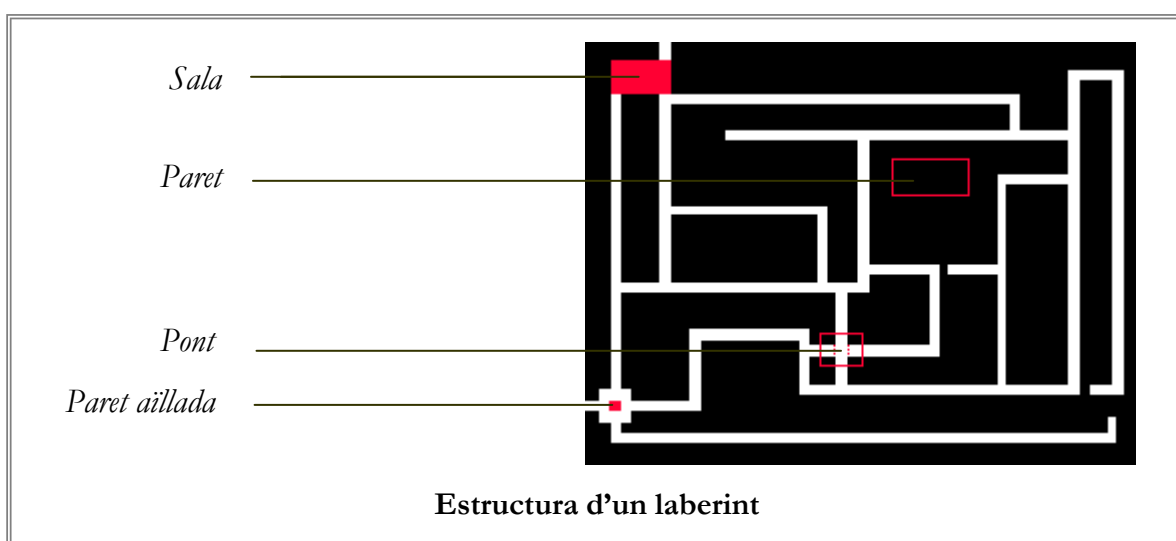 Sala
Paret
Pont
Paret aïllada
Estructura d’un laberint